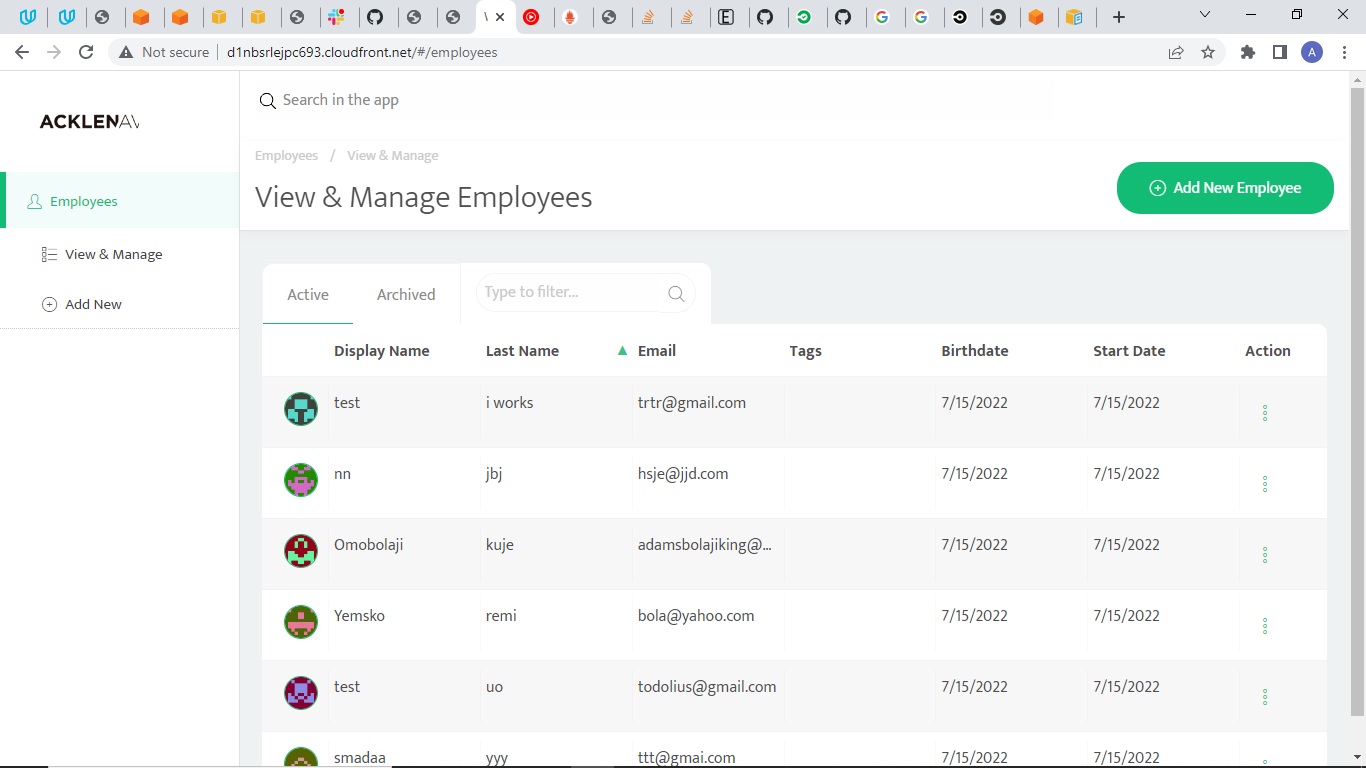 Not secure d1nbsrlejpc693.cloudfront.net/#/employees
A
ACKLENAV
Search in the app
Employees / View & Manage
View & Manage Employees
Add New Employee
Employees
View & Manage
Add New
Active Archived Type to filter...
Display Name Last Name Email Tags Birthdate Start Date Action
test i works trtr@gmail.com 7/15/2022 7/15/2022
nn jbj hsje@jjd.com 7/15/2022 7/15/2022
Omobolaji kuje adamsbolajiking@... 7/15/2022 7/15/2022
Yemsko remi bola@yahoo.com 7/15/2022 7/15/2022
test uo todolius@gmail.com 7/15/2022 7/15/2022
smadaa yyy ttt@gmai.com 7/15/2022 7/15/2022